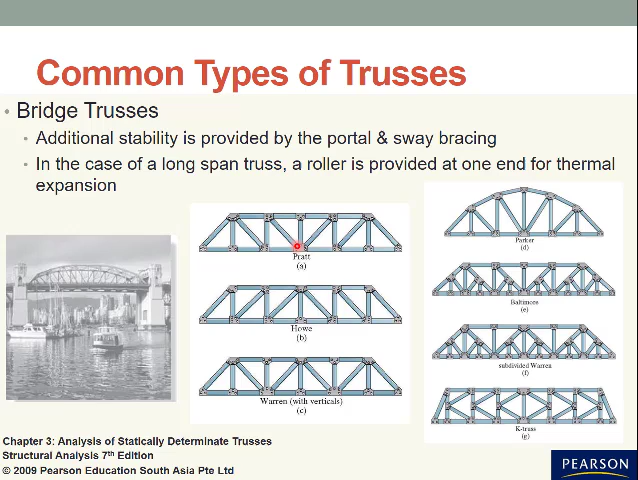 Common Types of Trusses
• Bridge Trusses
• Additional stability is provided by the portal & sway bracing
• In the case of a long span truss, a roller is provided at one end for thermal
expansion
Pratt
(a)
Howe
(b)
Warren (with verticals)
(c)
Parker
(d)
Baltimore
(e)
subdivided Warren
(f)
K-truss
(g)
Chapter 3: Analysis of Statically Determinate Trusses
Structural Analysis 7th Edition
© 2009 Pearson Education South Asia Pte Ltd
PEARSON